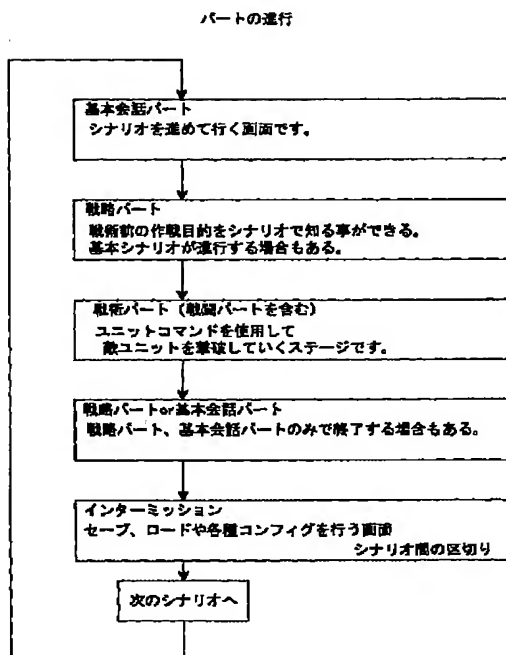 パートの進行
基本会話パート
シナリオを進めて行く画面です。
戦略パート
戦術前の作戦目的をシナリオで知る事ができる。
基本シナリオが進行する場合もある。
戦術パート(戦闘パートを含む)
ユニットコマンドを使用して
敵ユニットを撃破していくステージです。
戦略パートor基本会話パート
戦略パート、基本会話パートのみで終了する場合もある。
インターミッション
セーブ、ロードや各種コンフィグを行う画面
シナリオ間の区切り
次のシナリオへ